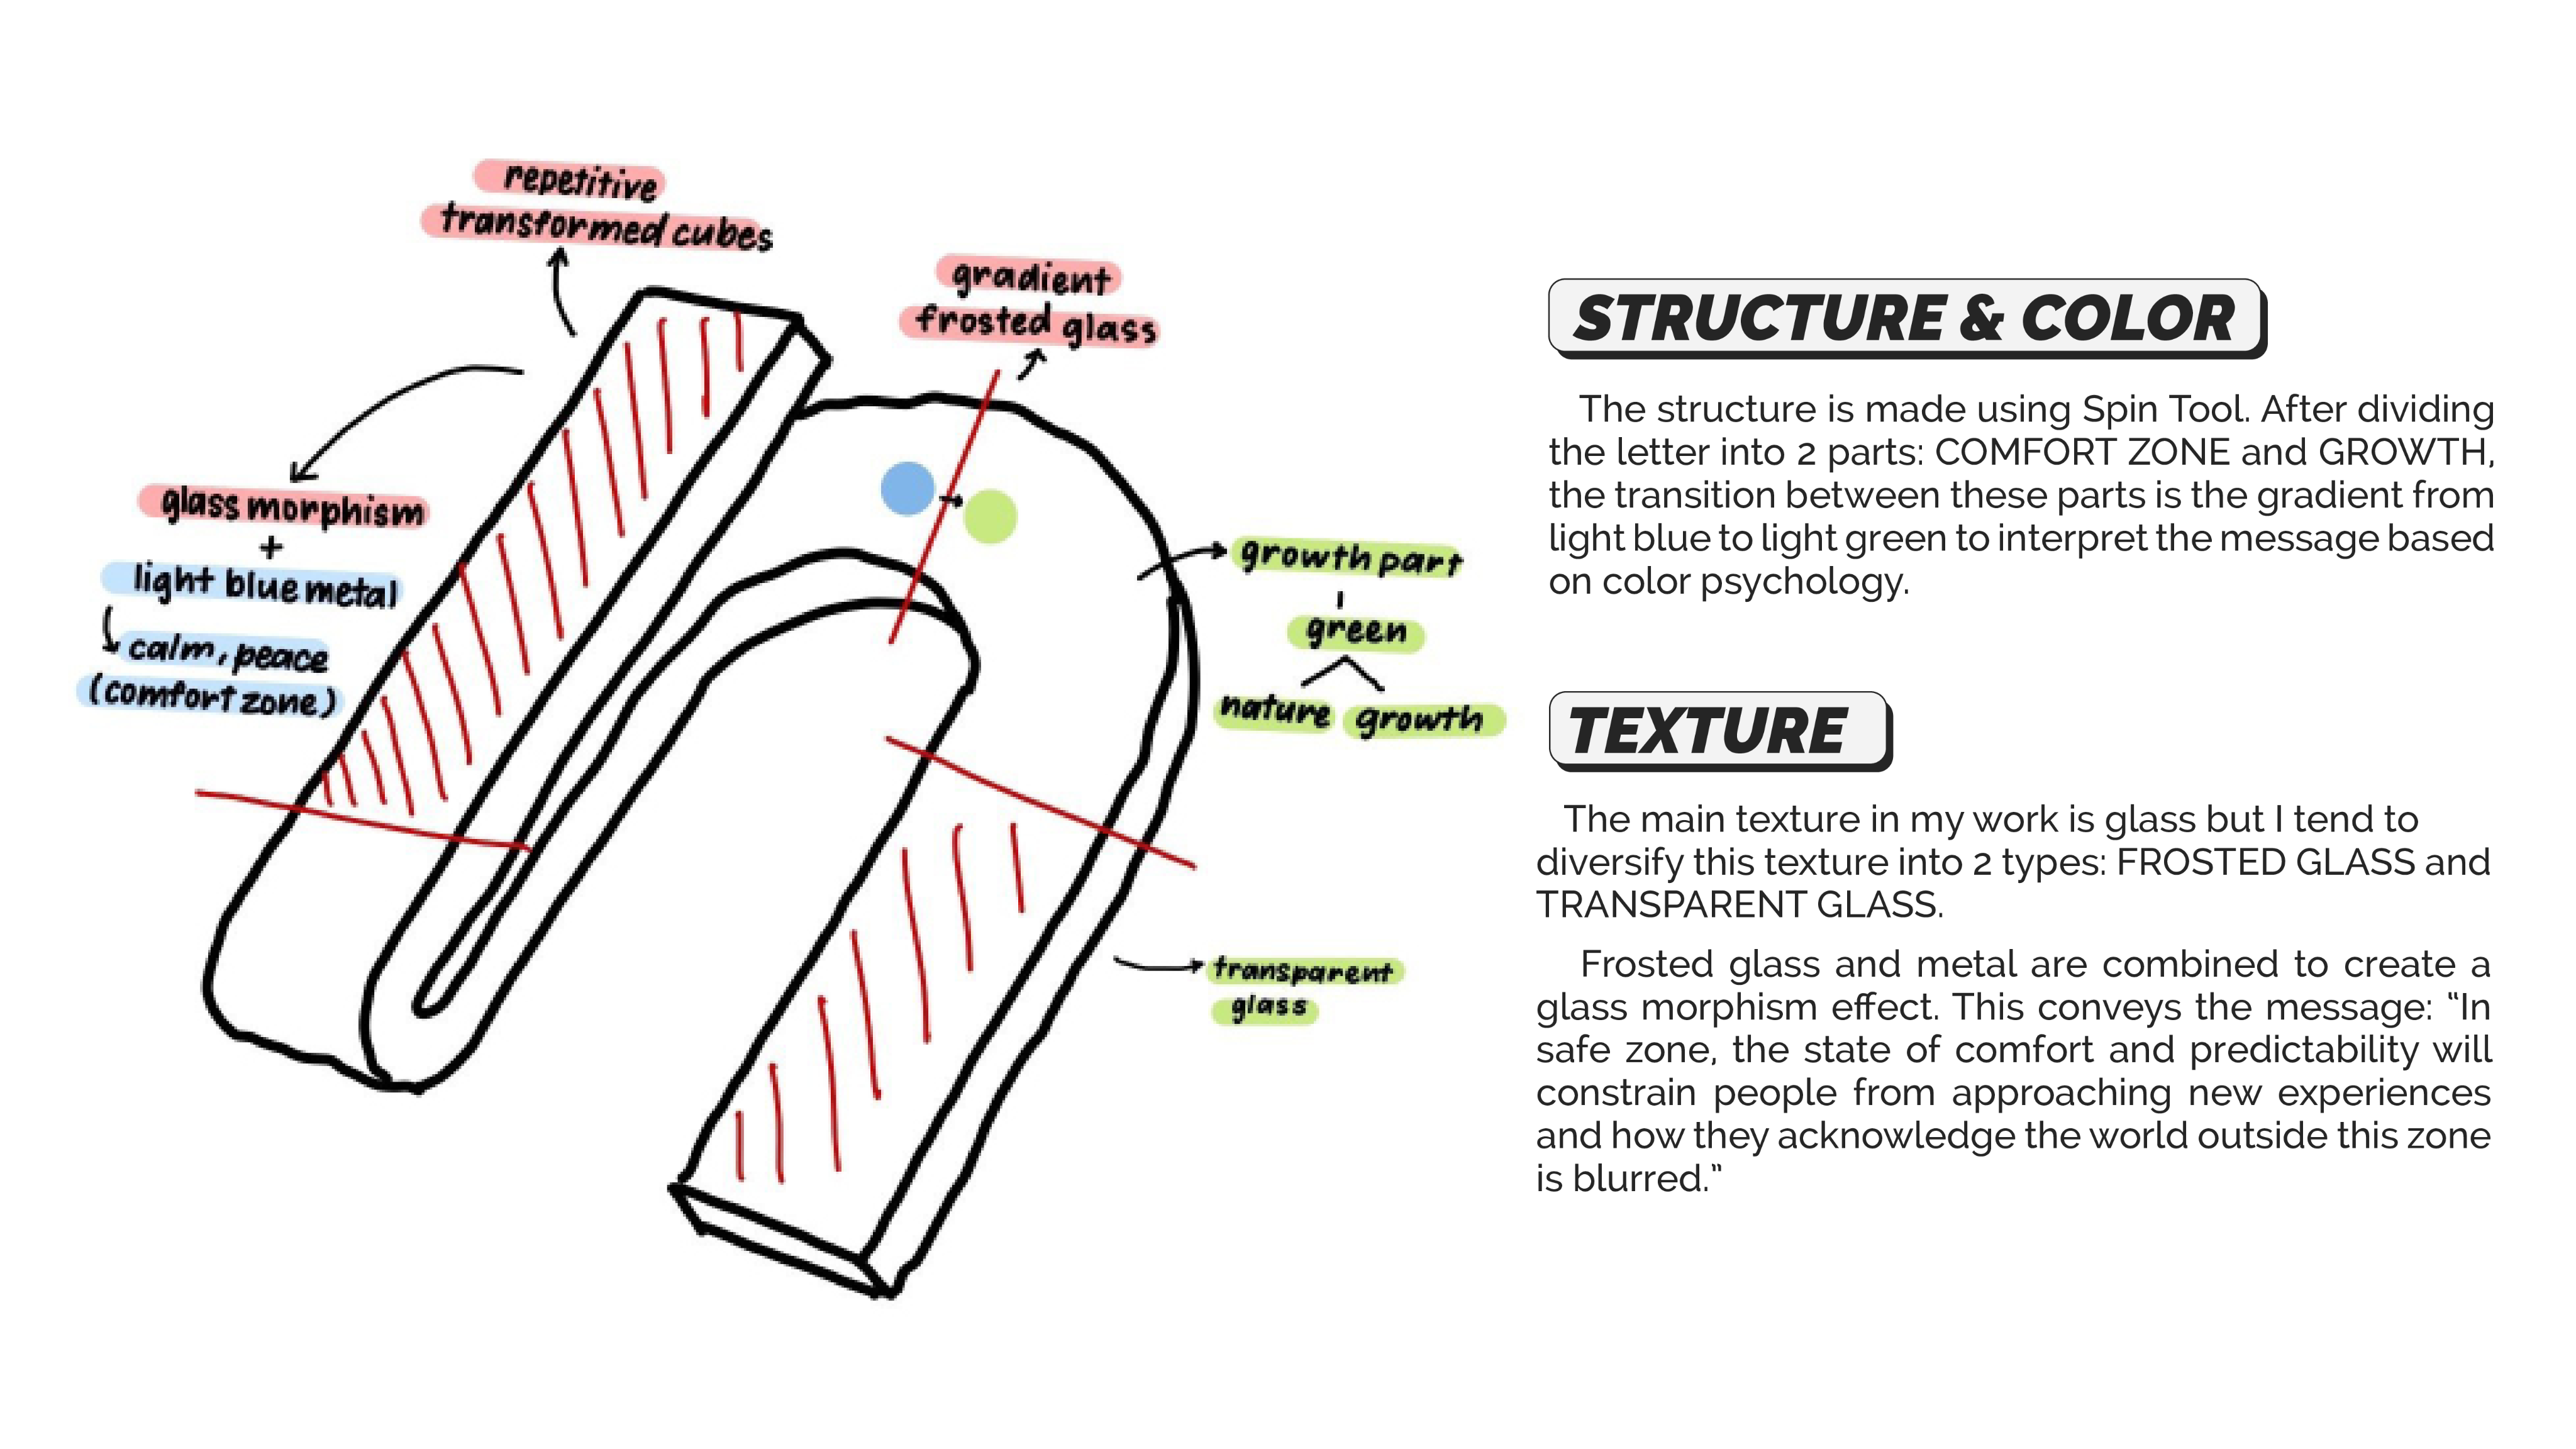 repetitive
transformed cubes
gradient
frosted glass
glass morphism
+
light blue metal
calm, peace
(comfort zone)
growth part
green
nature growth
transparent
glass
STRUCTURE & COLOR
The structure is made using Spin Tool. After dividing
the letter into 2 parts: COMFORT ZONE and GROWTH,
the transition between these parts is the gradient from
light blue to light green to interpret the message based
on color psychology.
TEXTURE
The main texture in my work is glass but I tend to
diversify this texture into 2 types: FROSTED GLASS and
TRANSPARENT GLASS.
Frosted glass and metal are combined to create a
glass morphism effect. This conveys the message: “In
safe zone, the state of comfort and predictability will
constrain people from approaching new experiences
and how they acknowledge the world outside this zone
is blurred.”